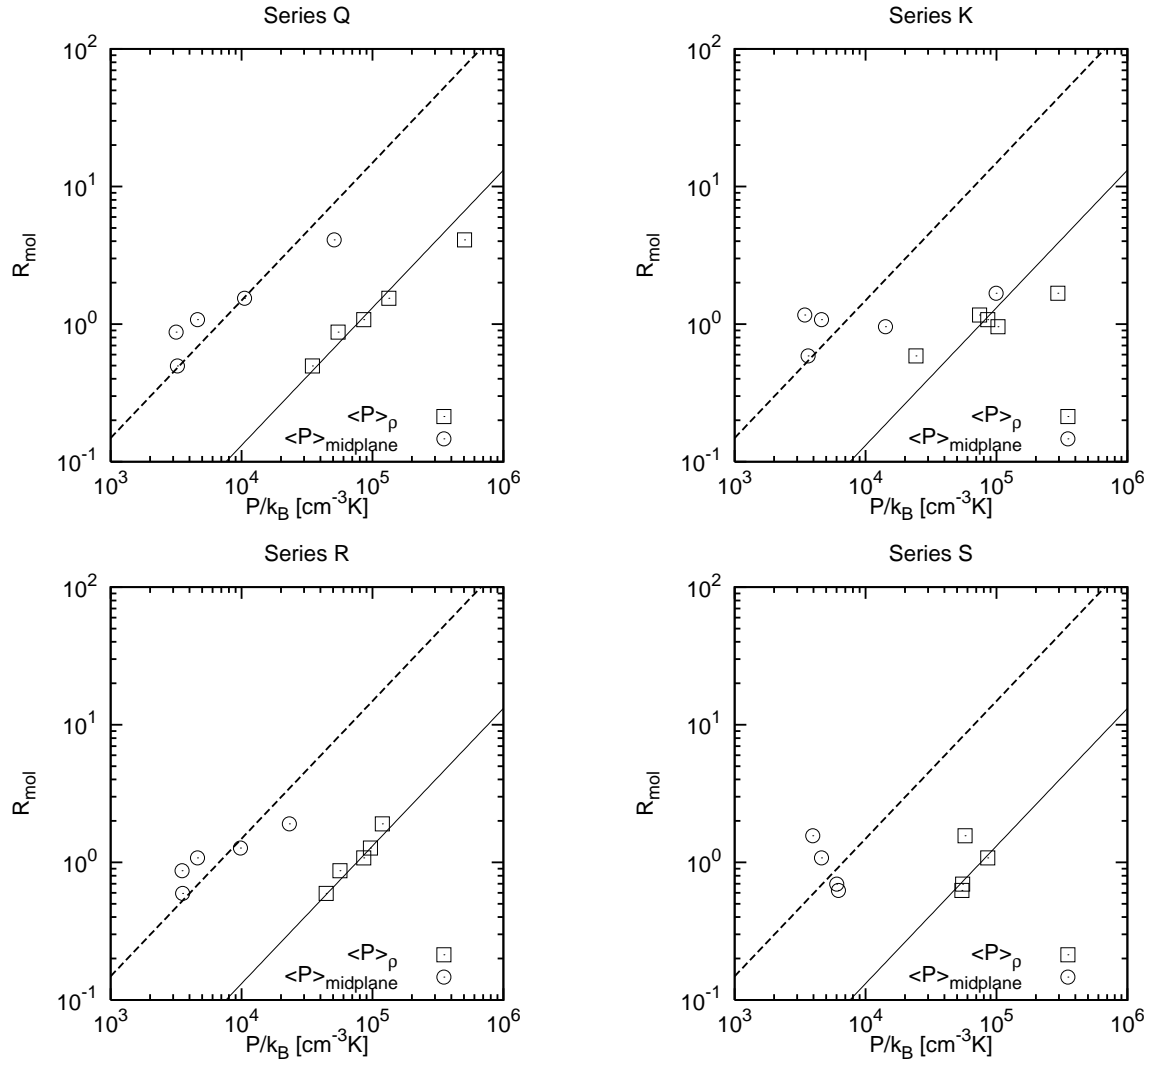 Series Q
10^2
10^1
10^0
10^-1
R_mol
<P>_ρ
<P>_midplane
10^3 10^4 10^5 10^6
P/k_B [cm^-3K]
Series K
10^2
10^1
10^0
10^-1
R_mol
<P>_ρ
<P>_midplane
10^3 10^4 10^5 10^6
P/k_B [cm^-3K]
Series R
10^2
10^1
10^0
10^-1
R_mol
<P>_ρ
<P>_midplane
10^3 10^4 10^5 10^6
P/k_B [cm^-3K]
Series S
10^2
10^1
10^0
10^-1
R_mol
<P>_ρ
<P>_midplane
10^3 10^4 10^5 10^6
P/k_B [cm^-3K]